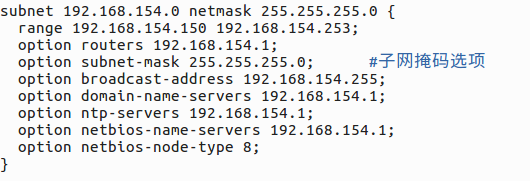 subnet 192.168.154.0 netmask 255.255.255.0 {
  range 192.168.154.150 192.168.154.253;
  option routers 192.168.154.1;
  option subnet-mask 255.255.255.0;      #子网掩码选项
  option broadcast-address 192.168.154.255;
  option domain-name-servers 192.168.154.1;
  option ntp-servers 192.168.154.1;
  option netbios-name-servers 192.168.154.1;
  option netbios-node-type 8;
}